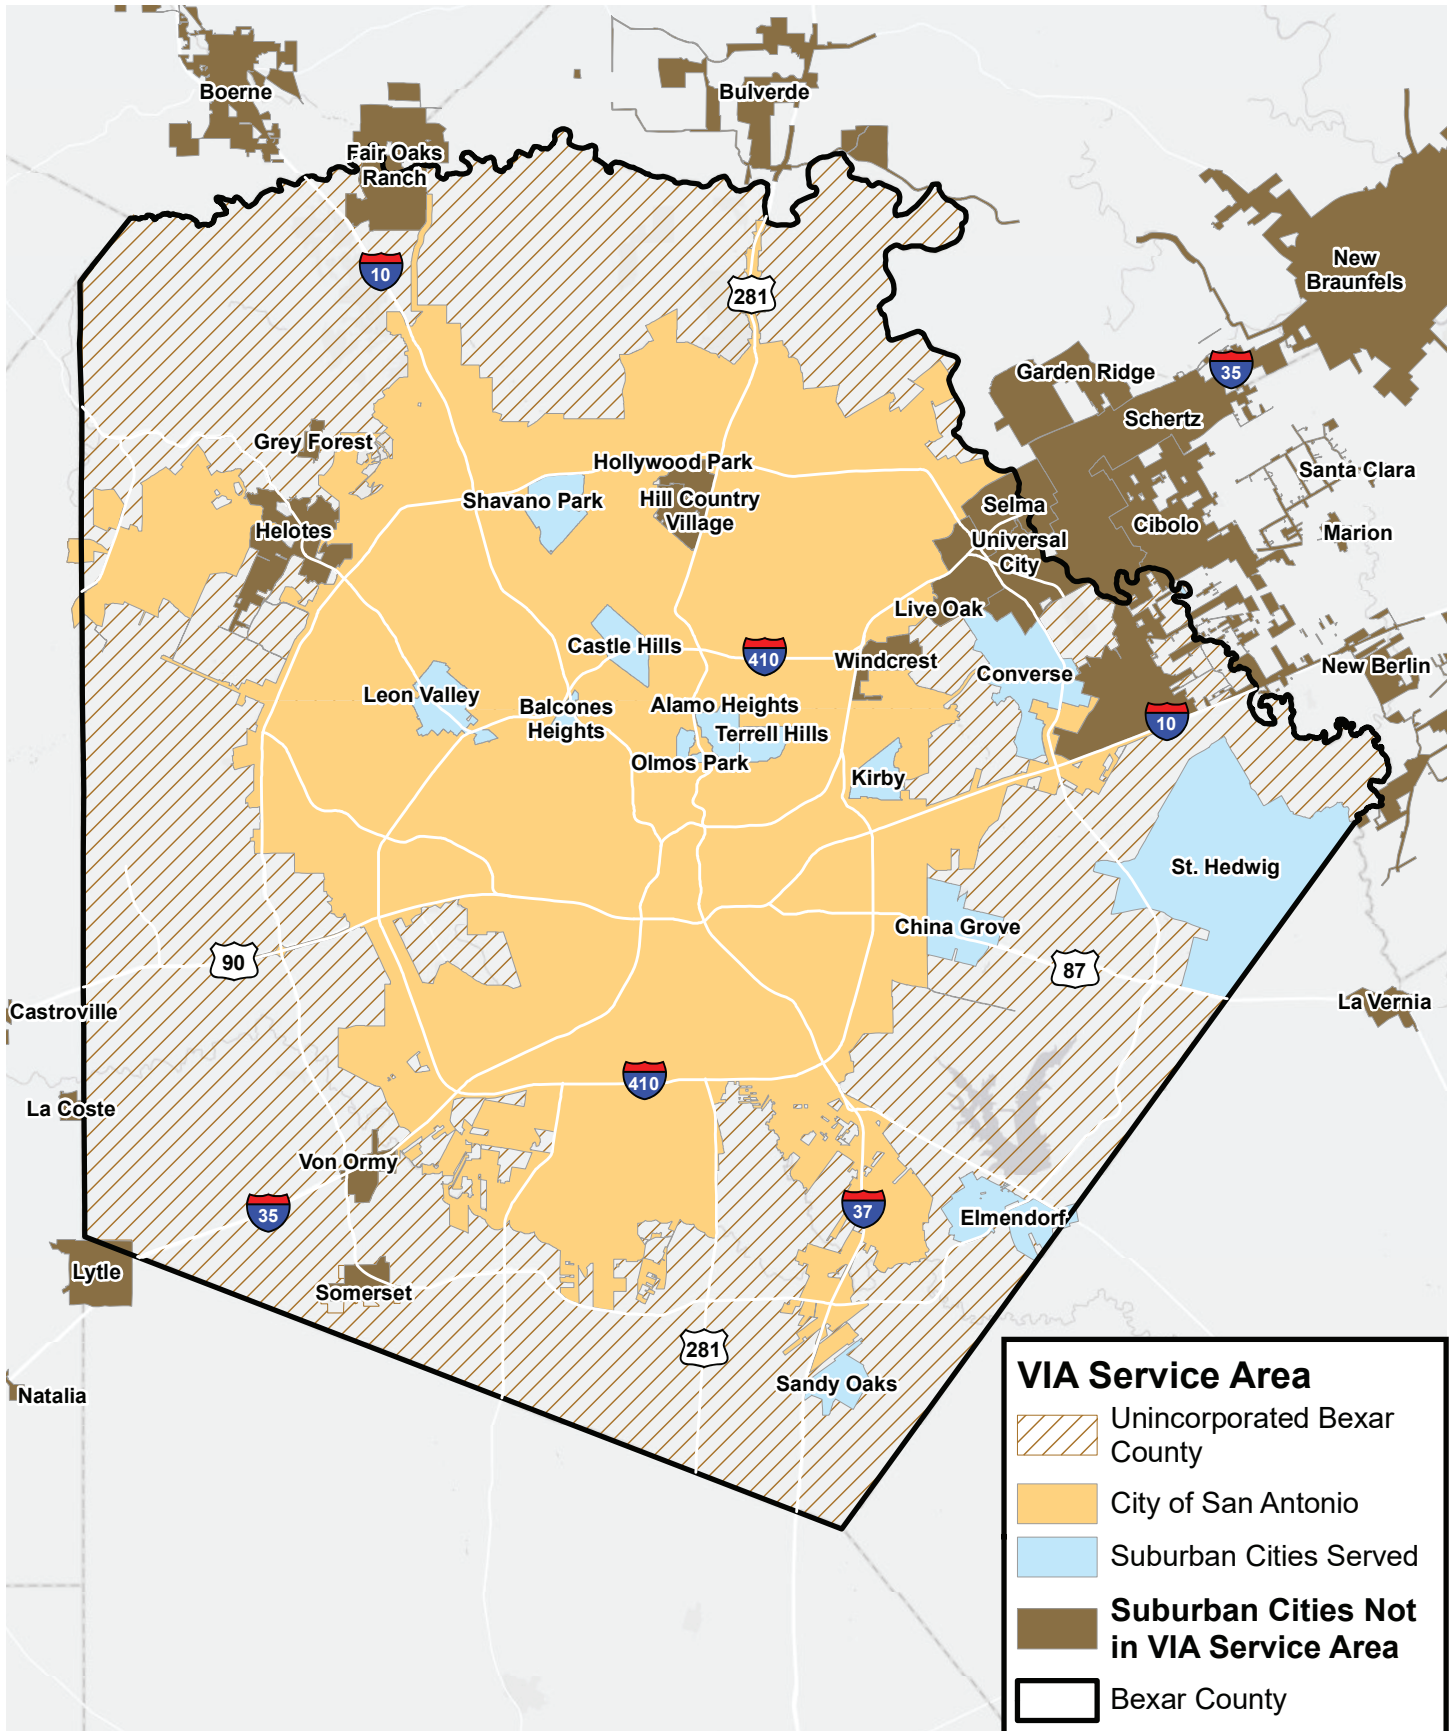 Boerne
Bulverde
Fair Oaks
Ranch
10
281
New
Braunfels
35
Garden Ridge
Schertz
Grey Forest
Hollywood Park
Santa Clara
Shavano Park
Hill Country
Village
Selma
Helotes
Cibolo
Marion
Universal
City
Live Oak
Castle Hills
410
Windcrest
New Berlin
Converse
Leon Valley
Balcones
Heights
Alamo Heights
Terrell Hills
10
Olmos Park
Kirby
St. Hedwig
China Grove
90
87
Castroville
La Vernia
410
La Coste
Von Ormy
35
37
Elmendorf
Lytle
Somerset
281
Sandy Oaks
Natalia
VIA Service Area
Unincorporated Bexar
County
City of San Antonio
Suburban Cities Served
Suburban Cities Not
in VIA Service Area
Bexar County